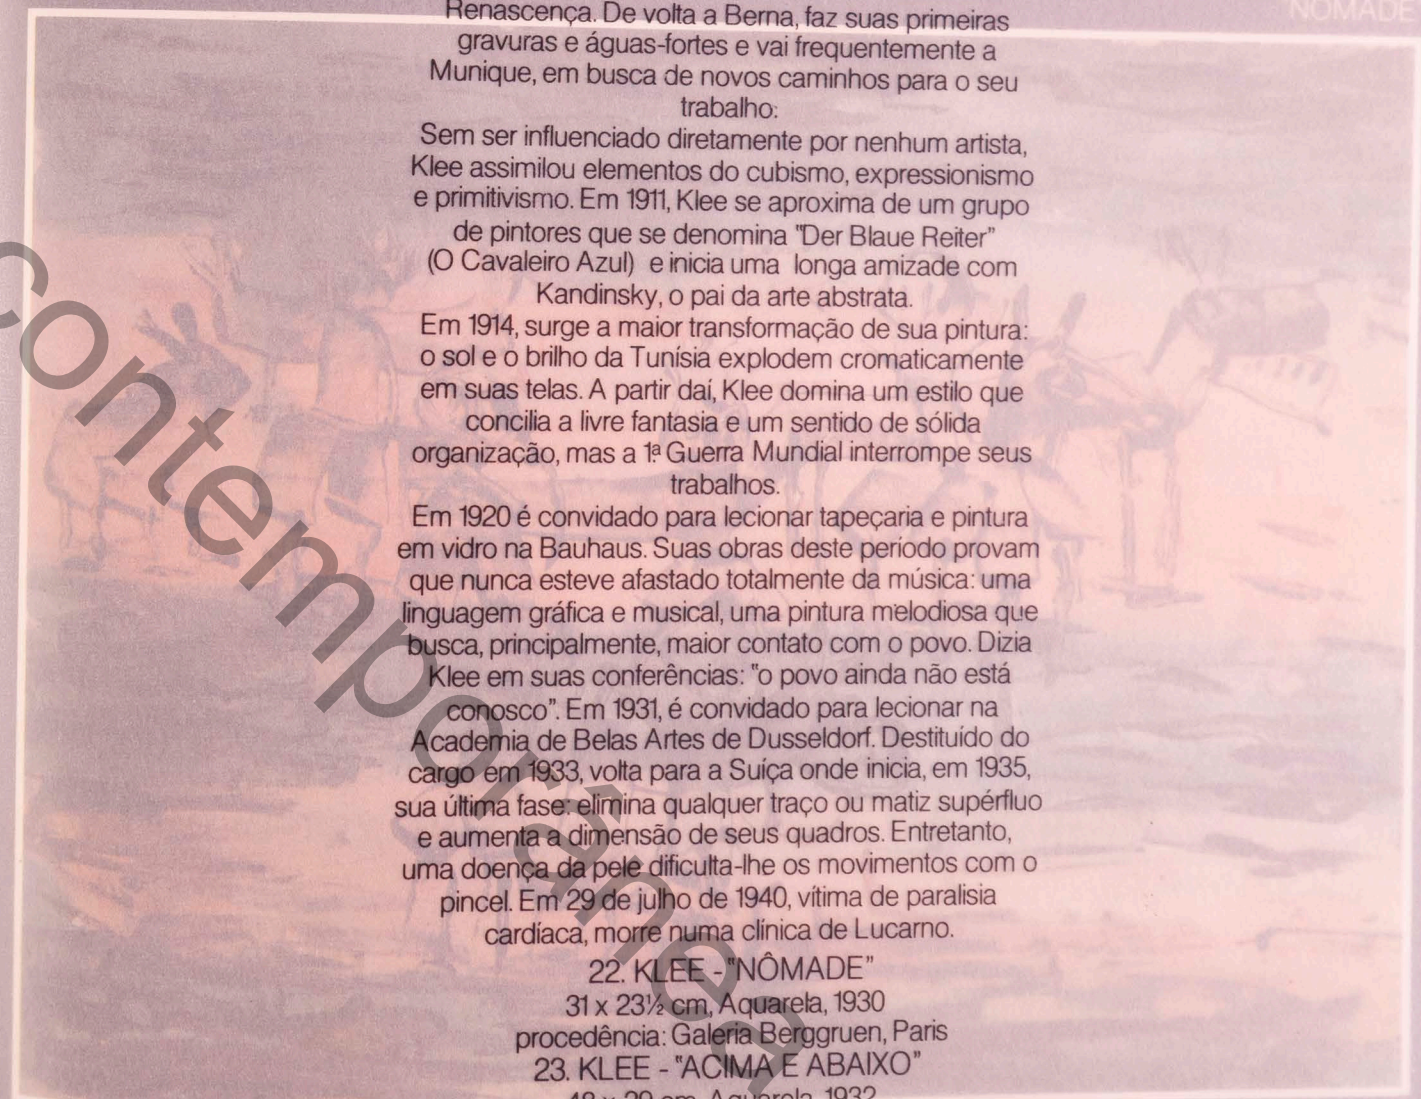 NÔMADE
Renascença. De volta a Berna, faz suas primeiras
gravuras e águas-fortes e vai frequentemente a
Munique, em busca de novos caminhos para o seu
trabalho:
Sem ser influenciado diretamente por nenhum artista,
Klee assimilou elementos do cubismo, expressionismo
e primitivismo. Em 1911, Klee se aproxima de um grupo
de pintores que se denomina "Der Blaue Reiter"
(O Cavaleiro Azul) e inicia uma longa amizade com
Kandinsky, o pai da arte abstrata.
Em 1914, surge a maior transformação de sua pintura:
o sol e o brilho da Tunísia explodem cromaticamente
em suas telas. A partir daí, Klee domina um estilo que
concilia a livre fantasia e um sentido de sólida
organização, mas a 1ª Guerra Mundial interrompe seus
trabalhos.
Em 1920 é convidado para lecionar tapeçaria e pintura
em vidro na Bauhaus. Suas obras deste período provam
que nunca esteve afastado totalmente da música: uma
linguagem gráfica e musical, uma pintura melodiosa que
busca, principalmente, maior contato com o povo. Dizia
Klee em suas conferências: "o povo ainda não está
conosco". Em 1931, é convidado para lecionar na
Academia de Belas Artes de Dusseldorf. Destituído do
cargo em 1933, volta para a Suíça onde inicia, em 1935,
sua última fase: elimina qualquer traço ou matiz supérfluo
e aumenta a dimensão de seus quadros. Entretanto,
uma doença da pele dificulta-lhe os movimentos com o
pincel. Em 29 de julho de 1940, vítima de paralisia
cardíaca, morre numa clínica de Lucarno.
22. KLEE - "NÔMADE"
31 x 23½ cm, Aquarela, 1930
procedência: Galeria Berggruen, Paris
23. KLEE - "ACIMA E ABAIXO"
48 x 29 cm, Aquarela, 1932
contemporânea